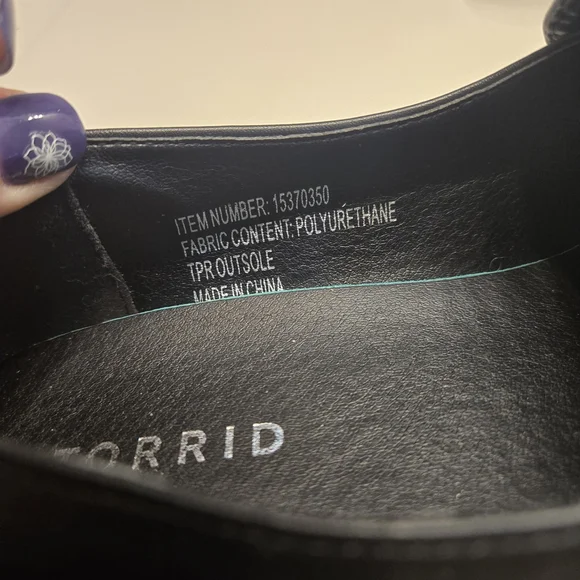 ITEM NUMBER: 15370350
FABRIC CONTENT: POLYURETHANE
TPR OUTSOLE
MADE IN CHINA
TORRID